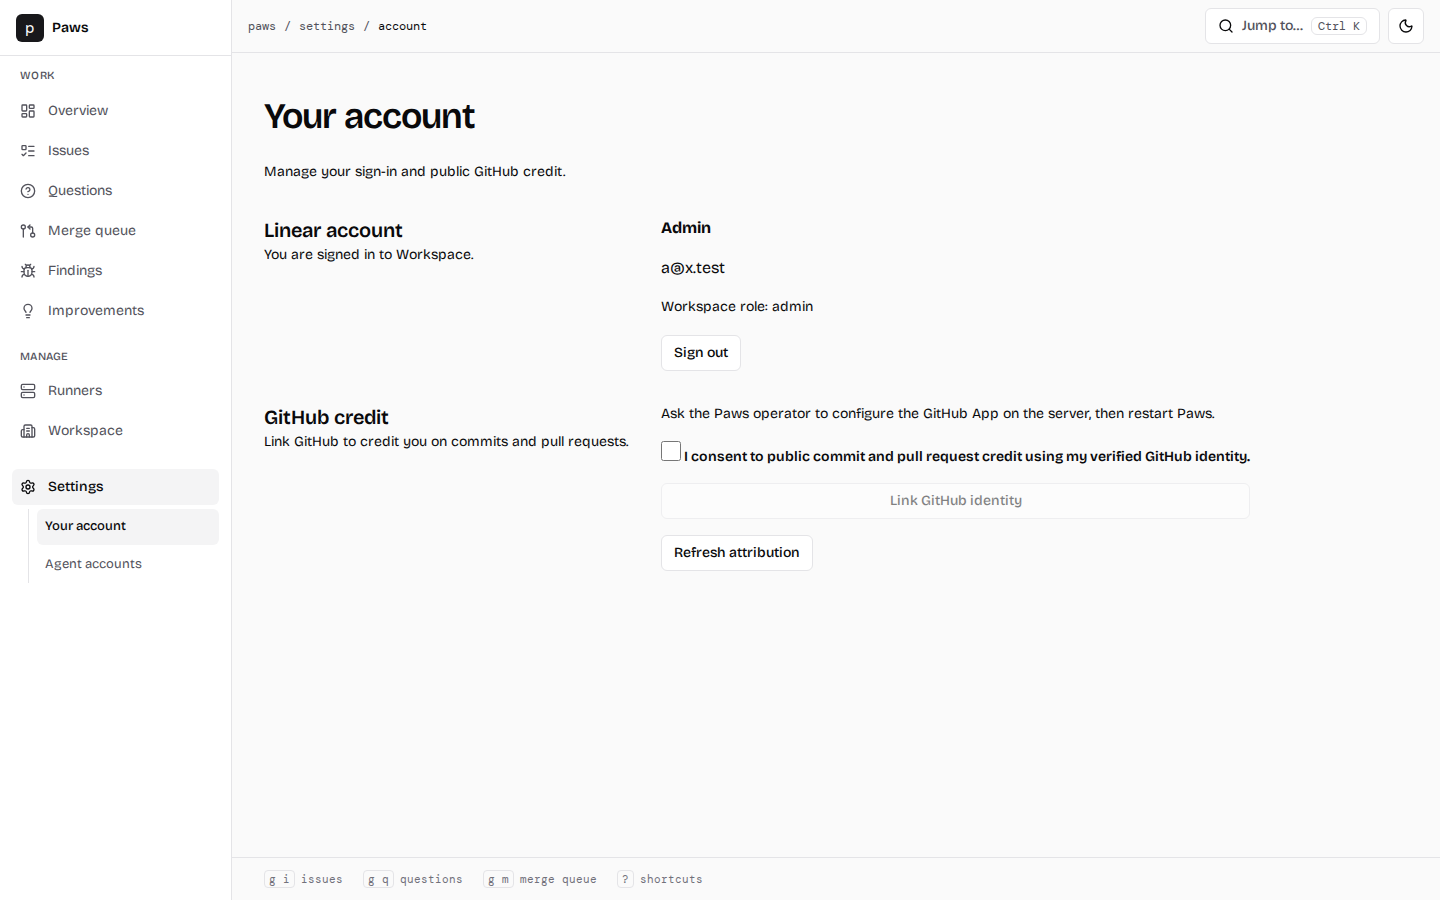 p Paws
paws / settings / account
Jump to... Ctrl K
WORK
Overview
Issues
Questions
Merge queue
Findings
Improvements
MANAGE
Runners
Workspace
Settings
Your account
Agent accounts
Your account
Manage your sign-in and public GitHub credit.
Linear account
You are signed in to Workspace.
Admin
a@x.test
Workspace role: admin
Sign out
GitHub credit
Link GitHub to credit you on commits and pull requests.
Ask the Paws operator to configure the GitHub App on the server, then restart Paws.
I consent to public commit and pull request credit using my verified GitHub identity.
Link GitHub identity
Refresh attribution
g i issues g q questions g m merge queue ? shortcuts